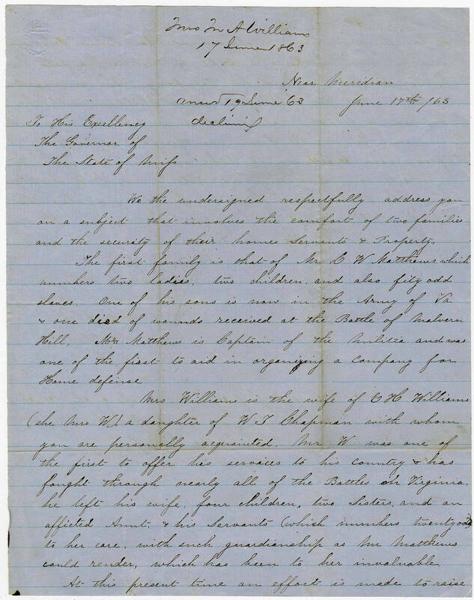 Mrs M A Williams
17 June 1863
Near Meridian
ansd 19 June 63
June 17th /63
To His Excellency
declining
The Governor of
The State of Miss
We the undersigned respectfully address you
on a subject that involves the comfort of two families
and the security of their homes Servants & Property.
The first family is that of Mr. C W Matthews which
numbers two ladies, two children, and also fifty odd
slaves. One of his sons is now in the Army of Va
& one died of wounds received at the Battle of Malvern
Hill. Mr Matthews is Captain of the Militia and was
one of the first to aid in organizing a company for
Home defense.
Mrs Williams is the wife of C H Williams
(she Mrs W.) a daughter of W T Chapman with whom
you are personally acquainted. Mr W. was one of
the first to offer his services to his country & has
fought through nearly all of the Battles in Virginia.
he left his wife, four children, two Sisters, and an
afflicted Aunt, & his Servants (which numbers twenty odd)
to her care, with such guardianship as Mr Matthews
could render, which has been to her invaluable.
At this present time an effort is made to raise